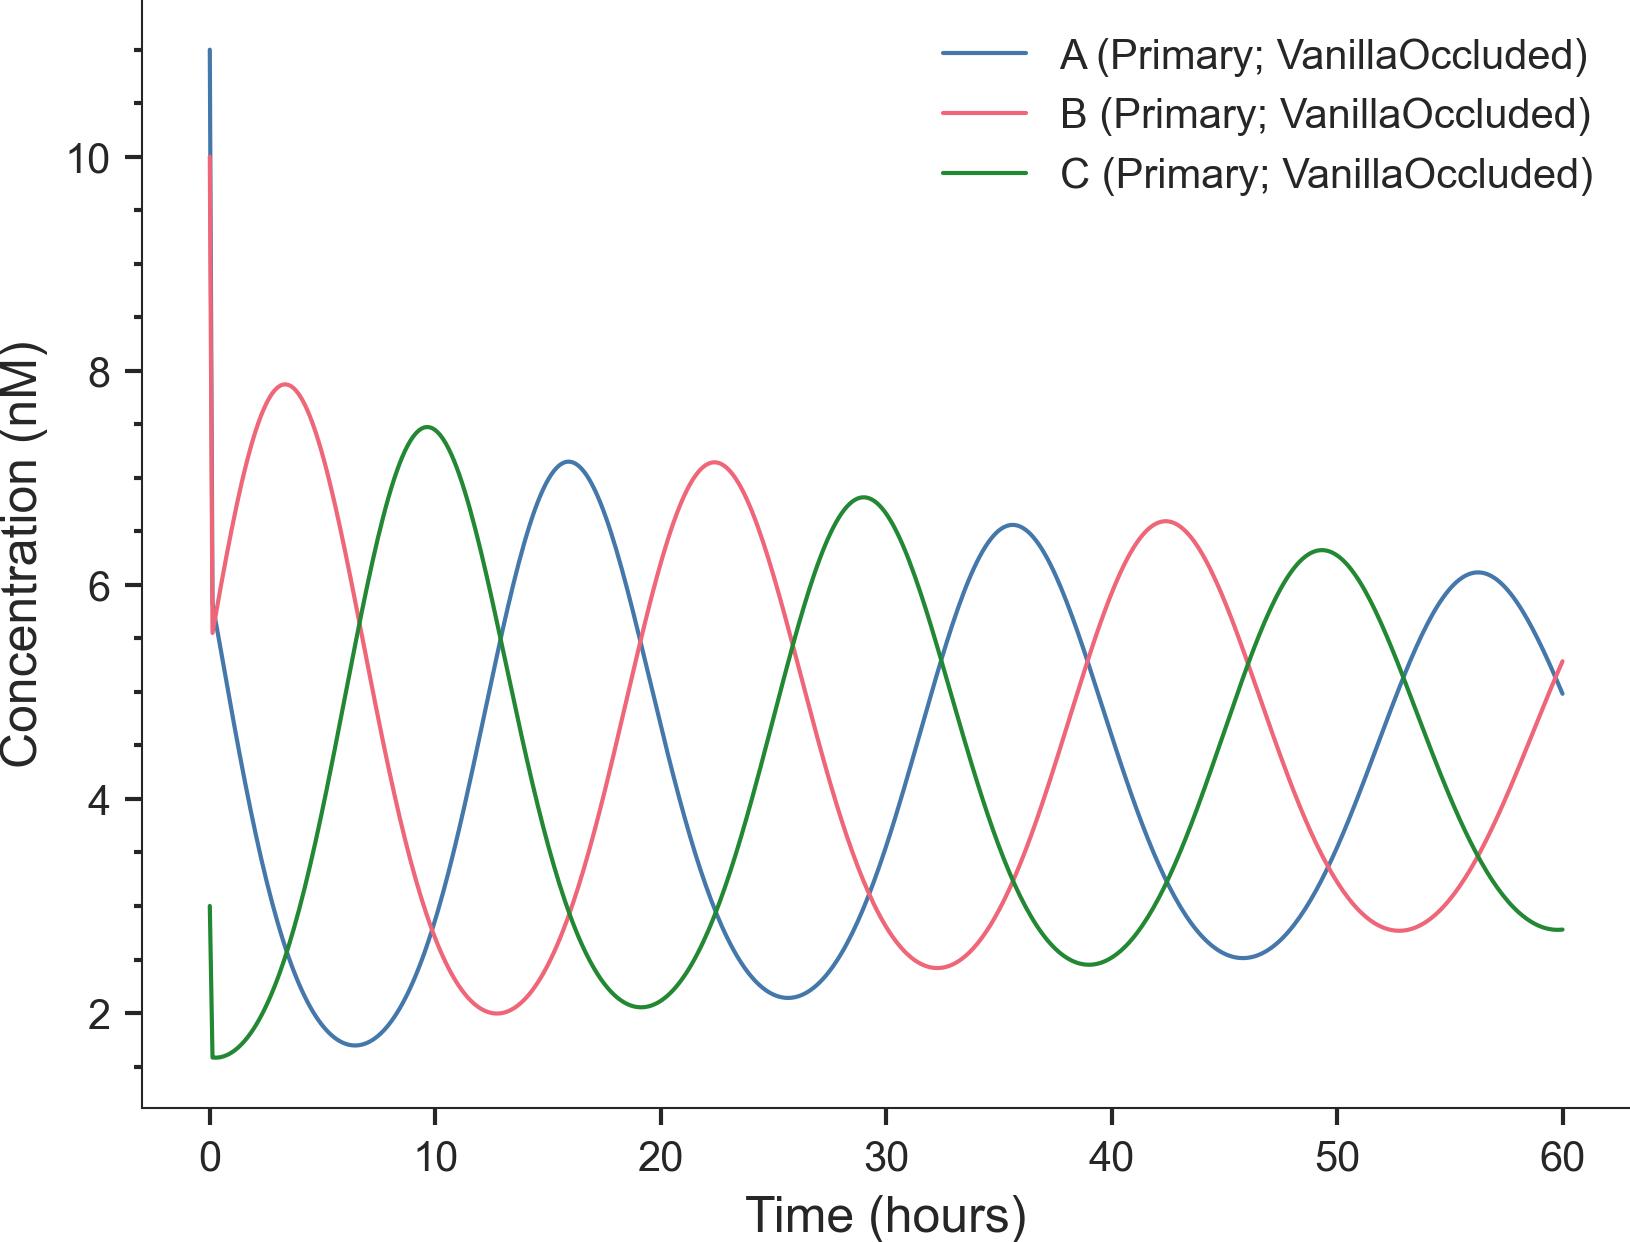 A (Primary; VanillaOccluded)
B (Primary; VanillaOccluded)
C (Primary; VanillaOccluded)
10
8
6
4
2
Concentration (nM)
0 10 20 30 40 50 60
Time (hours)